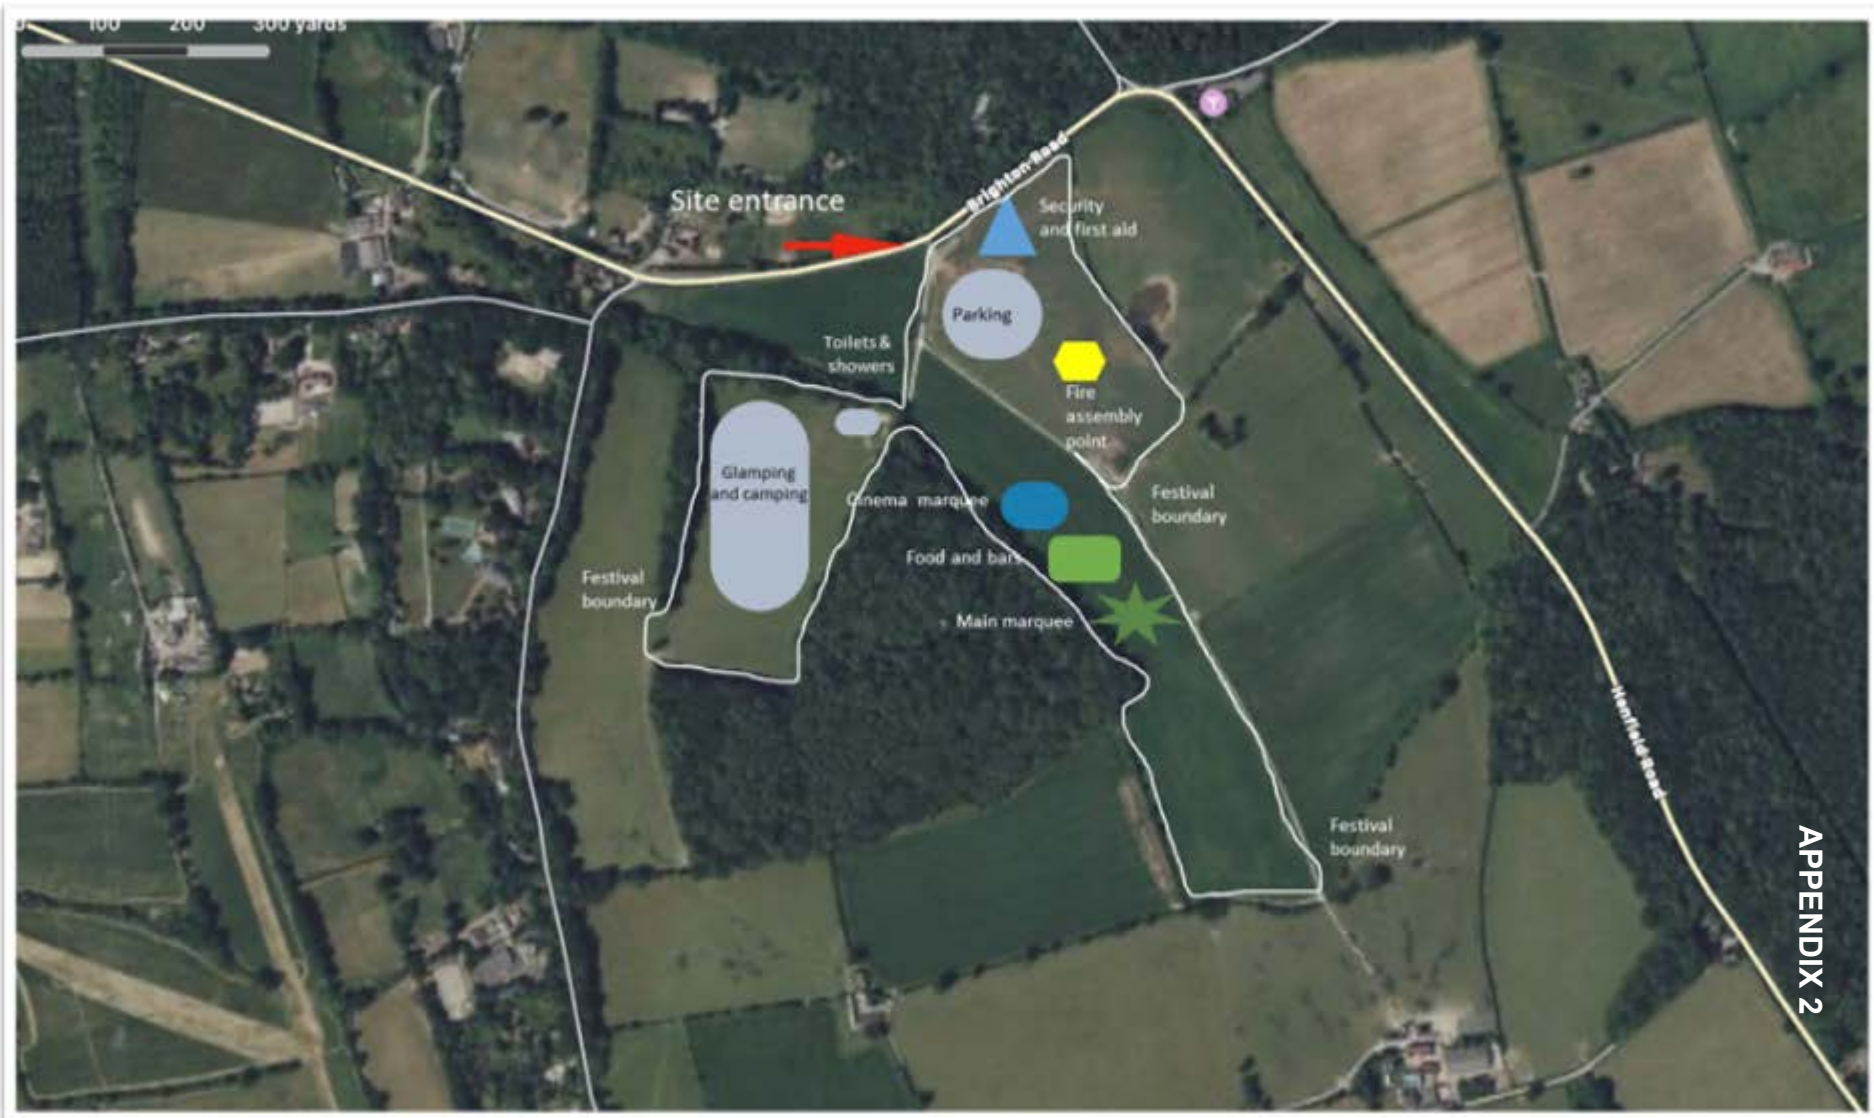 0 100 200 300 yards
Brighton Road
Site entrance
Security
and first aid
Parking
Toilets &
showers
Fire
assembly
point
Glamping
and camping
Cinema marquee
Festival
boundary
Food and bars
Festival
boundary
Main marquee
Henfield Road
Festival
boundary
APPENDIX 2